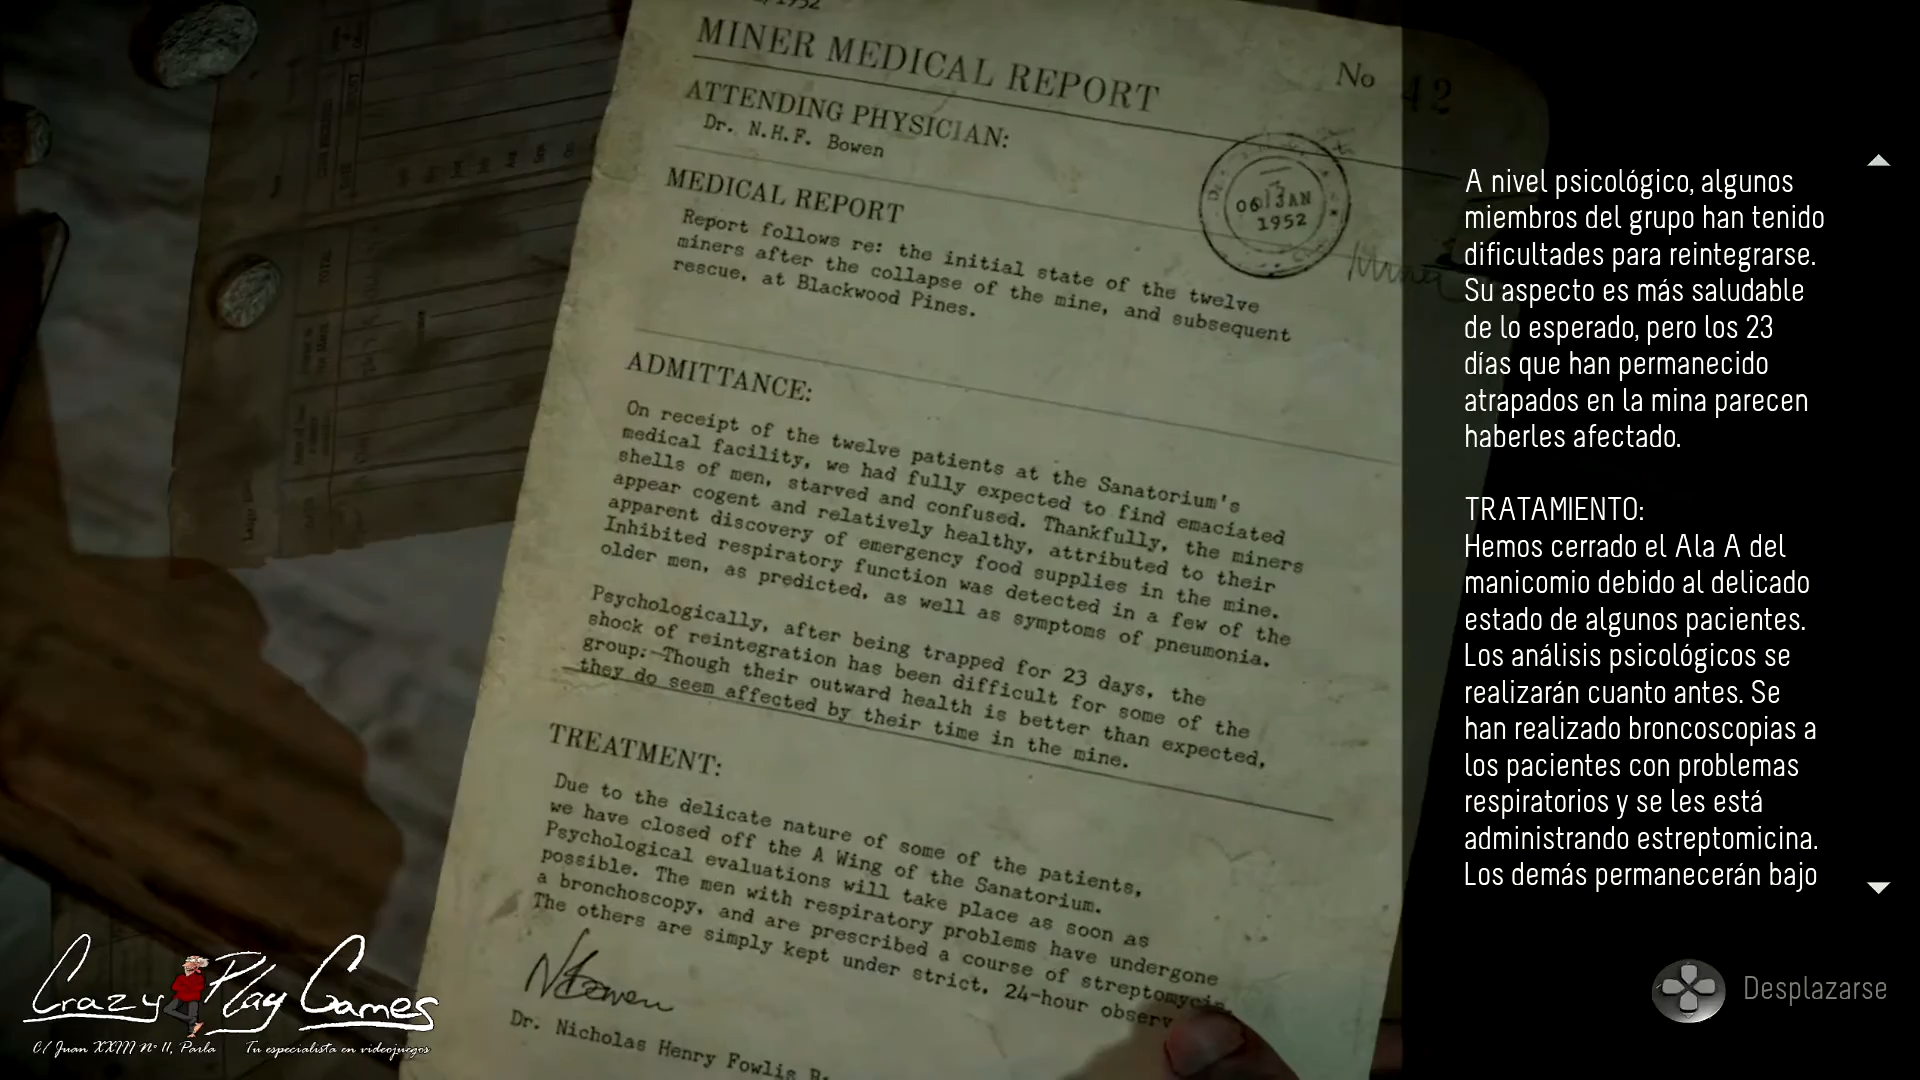 MINER MEDICAL REPORT
No 42
ATTENDING PHYSICIAN:
Dr. N.H.F. Bowen
06 JAN
1952
MEDICAL REPORT
Report follows re: the initial state of the twelve
miners after the collapse of the mine, and subsequent
rescue, at Blackwood Pines.
ADMITTANCE:
On receipt of the twelve patients at the Sanatorium's
medical facility, we had fully expected to find emaciated
shells of men, starved and confused. Thankfully, the miners
appear cogent and relatively healthy, attributed to their
apparent discovery of emergency food supplies in the mine.
Inhibited respiratory function was detected in a few of the
older men, as predicted, as well as symptoms of pneumonia.
Psychologically, after being trapped for 23 days, the
shock of reintegration has been difficult for some of the
group: Though their outward health is better than expected,
they do seem affected by their time in the mine.
TREATMENT:
Due to the delicate nature of some of the patients,
we have closed off the A Wing of the Sanatorium.
Psychological evaluations will take place as soon as
possible. The men with respiratory problems have undergone
a bronchoscopy, and are prescribed a course of streptomycin.
The others are simply kept under strict, 24-hour observ
NBowen
Dr. Nicholas Henry Fowlis
A nivel psicológico, algunos
miembros del grupo han tenido
dificultades para reintegrarse.
Su aspecto es más saludable
de lo esperado, pero los 23
días que han permanecido
atrapados en la mina parecen
haberles afectado.
TRATAMIENTO:
Hemos cerrado el Ala A del
manicomio debido al delicado
estado de algunos pacientes.
Los análisis psicológicos se
realizarán cuanto antes. Se
han realizado broncoscopias a
los pacientes con problemas
respiratorios y se les está
administrando estreptomicina.
Los demás permanecerán bajo
Desplazarse
Crazy Play Games
C/ Juan XXIII Nº 11, Parla Tu especialista en videojuegos